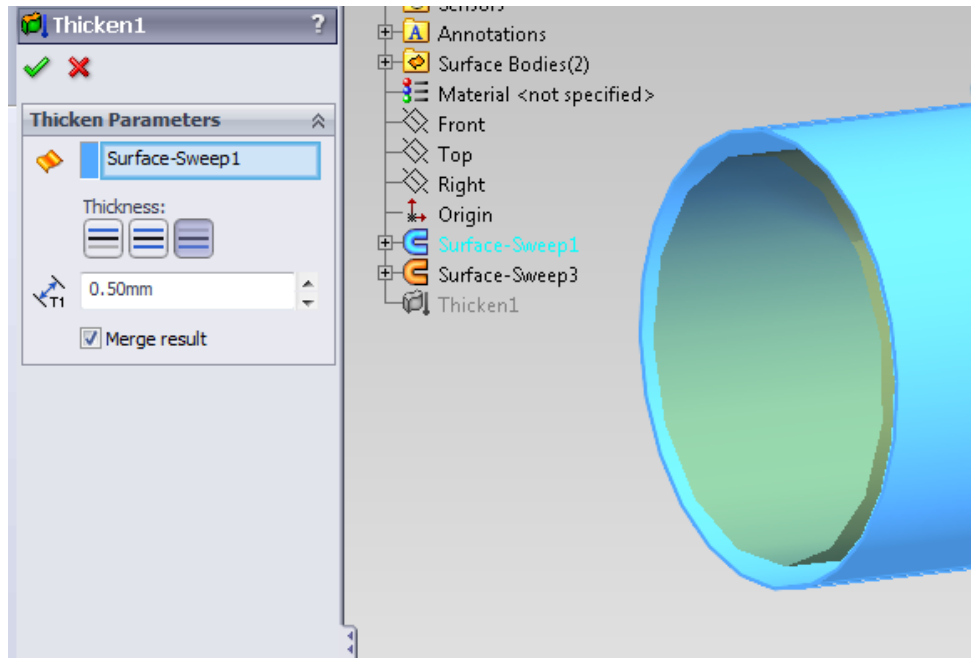 Thicken1 ?
Thicken Parameters
Surface-Sweep1
Thickness:
T1 0.50mm
Merge result
Sensors
A Annotations
Surface Bodies(2)
Material <not specified>
Front
Top
Right
Origin
Surface-Sweep1
Surface-Sweep3
Thicken1